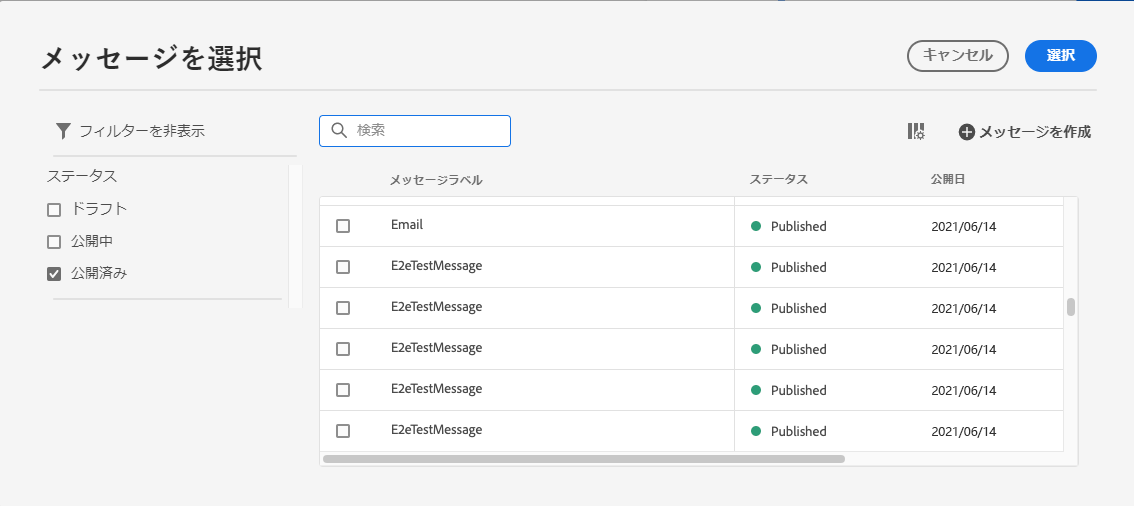 メッセージを選択
キャンセル
選択
フィルターを非表示
検索
メッセージを作成
ステータス
ドラフト
公開中
公開済み
メッセージラベル ステータス 公開日
Email Published 2021/06/14
E2eTestMessage Published 2021/06/14
E2eTestMessage Published 2021/06/14
E2eTestMessage Published 2021/06/14
E2eTestMessage Published 2021/06/14
E2eTestMessage Published 2021/06/14